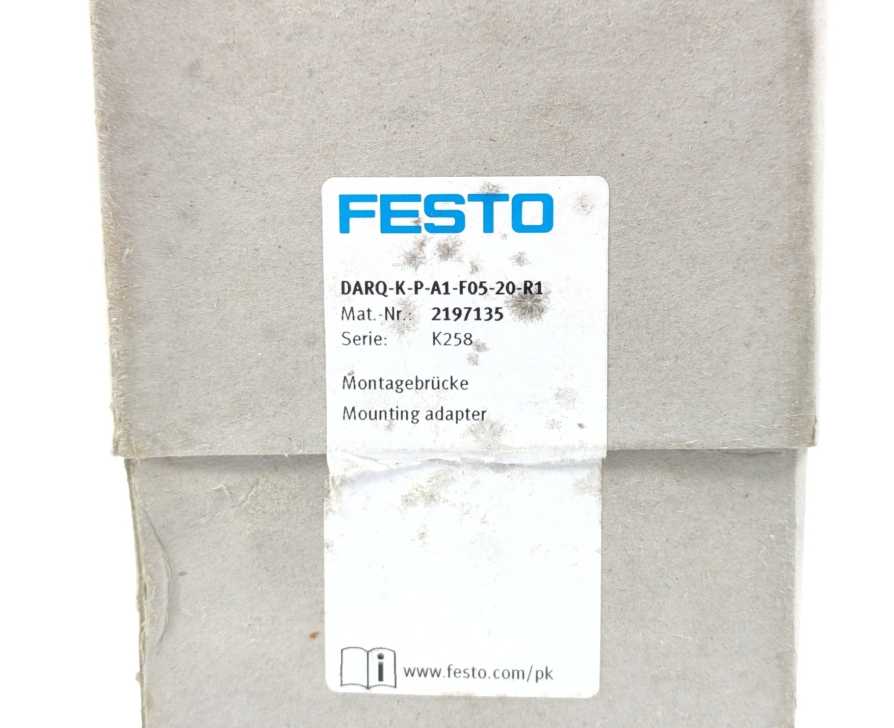 FESTO
DARQ-K-P-A1-F05-20-R1
Mat.-Nr.: 2197135
Serie: K258
Montagebrücke
Mounting adapter
i www.festo.com/pk